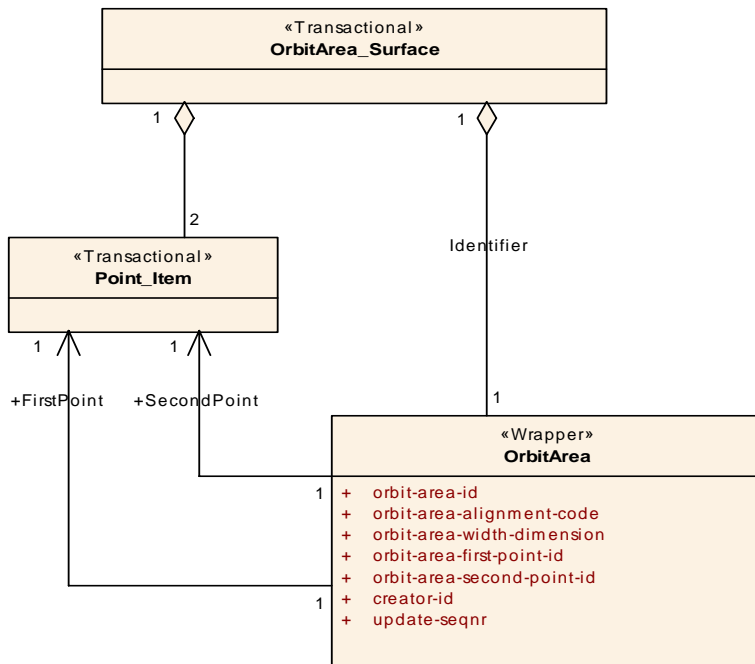 «Transactional»
OrbitArea_Surface
1
1
2
Identifier
«Transactional»
Point_Item
1
1
+FirstPoint
+SecondPoint
1
«Wrapper»
OrbitArea
1
+ orbit-area-id
+ orbit-area-alignment-code
+ orbit-area-width-dimension
+ orbit-area-first-point-id
+ orbit-area-second-point-id
1
+ creator-id
+ update-seqnr